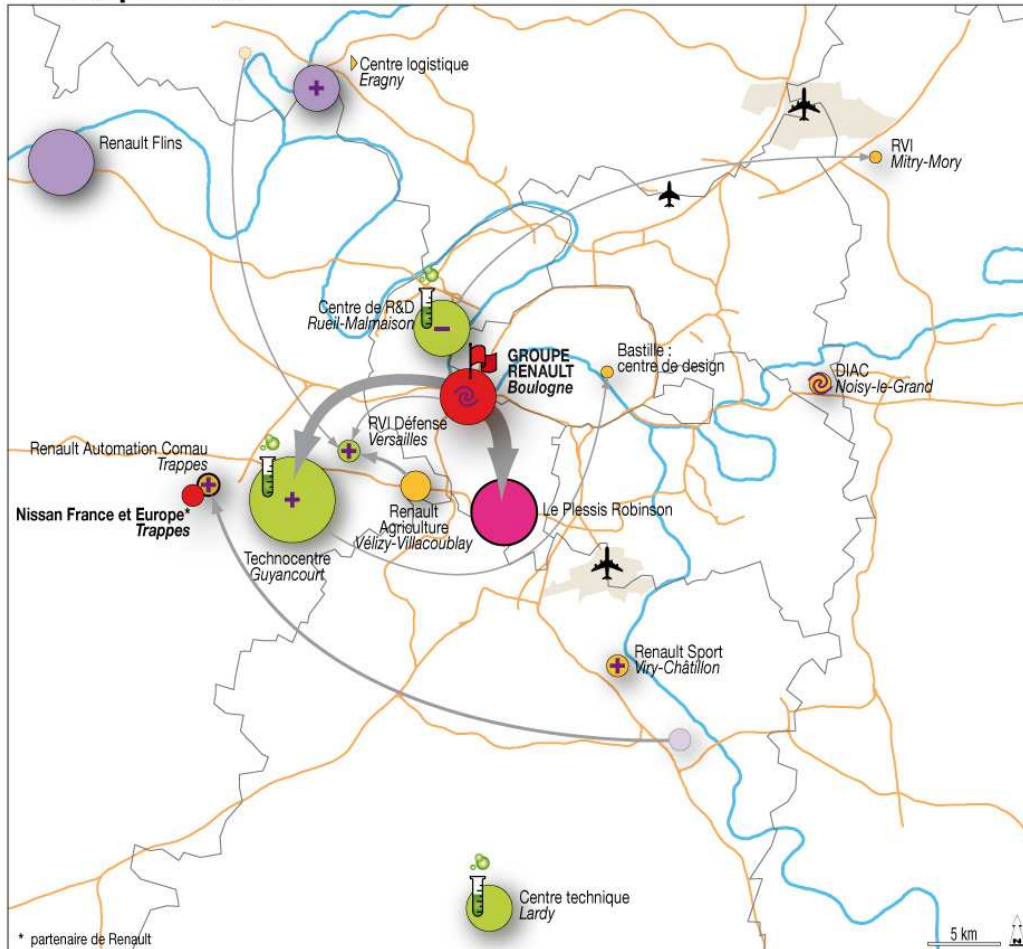 Centre logistique
Eragny
Renault Flins
RVI
Mitry-Mory
Centre de R&D
Rueil-Malmaison
GROUPE
RENAULT
Boulogne
Bastille :
centre de design
DIAC
Noisy-le-Grand
RVI Défense
Versailles
Renault Automation Comau
Trappes
Nissan France et Europe*
Trappes
Renault
Agriculture
Vélizy-Villacoublay
Le Plessis Robinson
Technocentre
Guyancourt
Renault Sport
Viry-Châtillon
Centre technique
Lardy
* partenaire de Renault
5 km